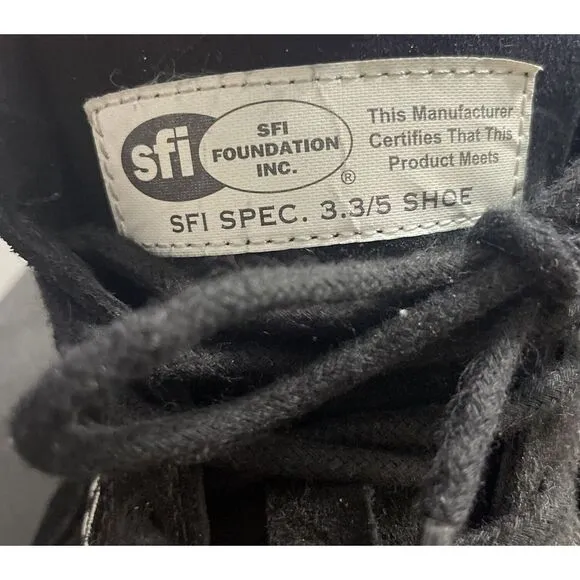 sfi
SFI
FOUNDATION
INC.
®
This Manufacturer
Certifies That This
Product Meets
SFI SPEC. 3.3/5 SHOE